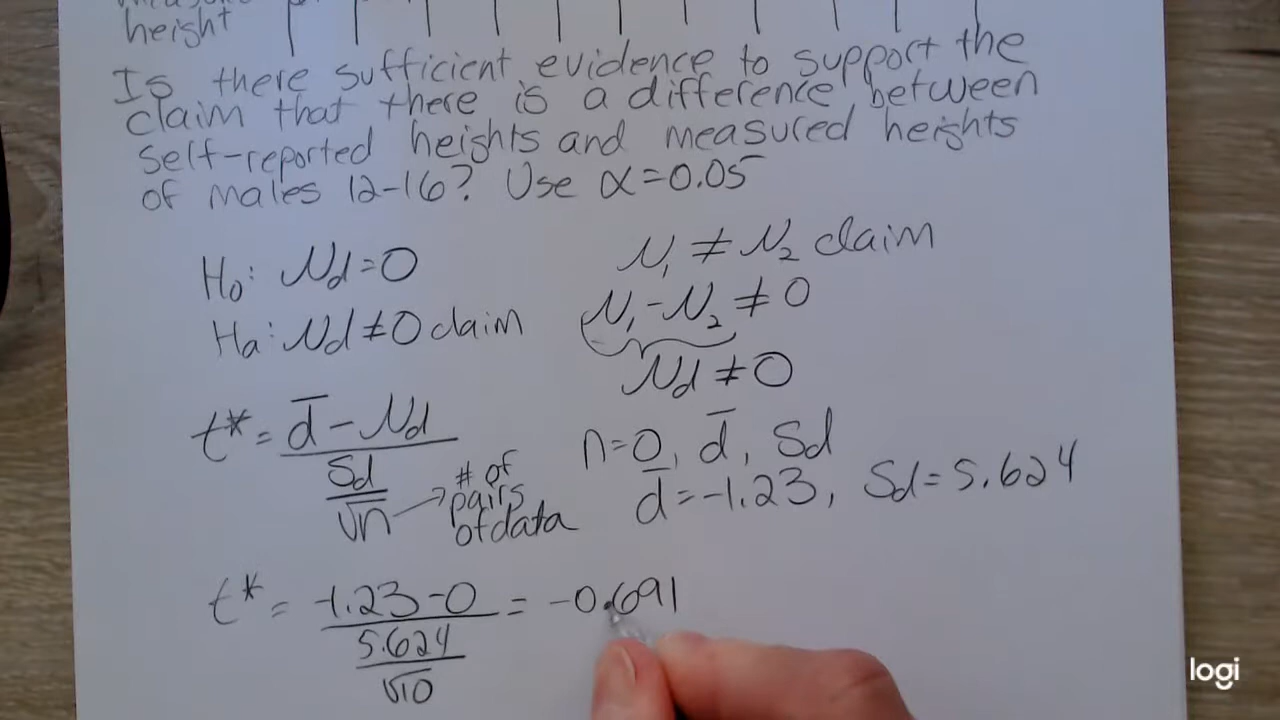 height
Is there sufficient evidence to support the
claim that there is a difference between
self-reported heights and measured heights
of males 12-16? Use α=0.05
H₀: μd=0
Ha: μd≠0 claim
μ₁ ≠ μ₂ claim
μ₁-μ₂ ≠ 0
μd ≠ 0
t* = d̄ - μd / Sd/√n → # of
pairs
of data
n=0, d̄, Sd
d̄ = -1.23, Sd = 5.624
t* = -1.23-0 / 5.624/√10 = -0.691
logi